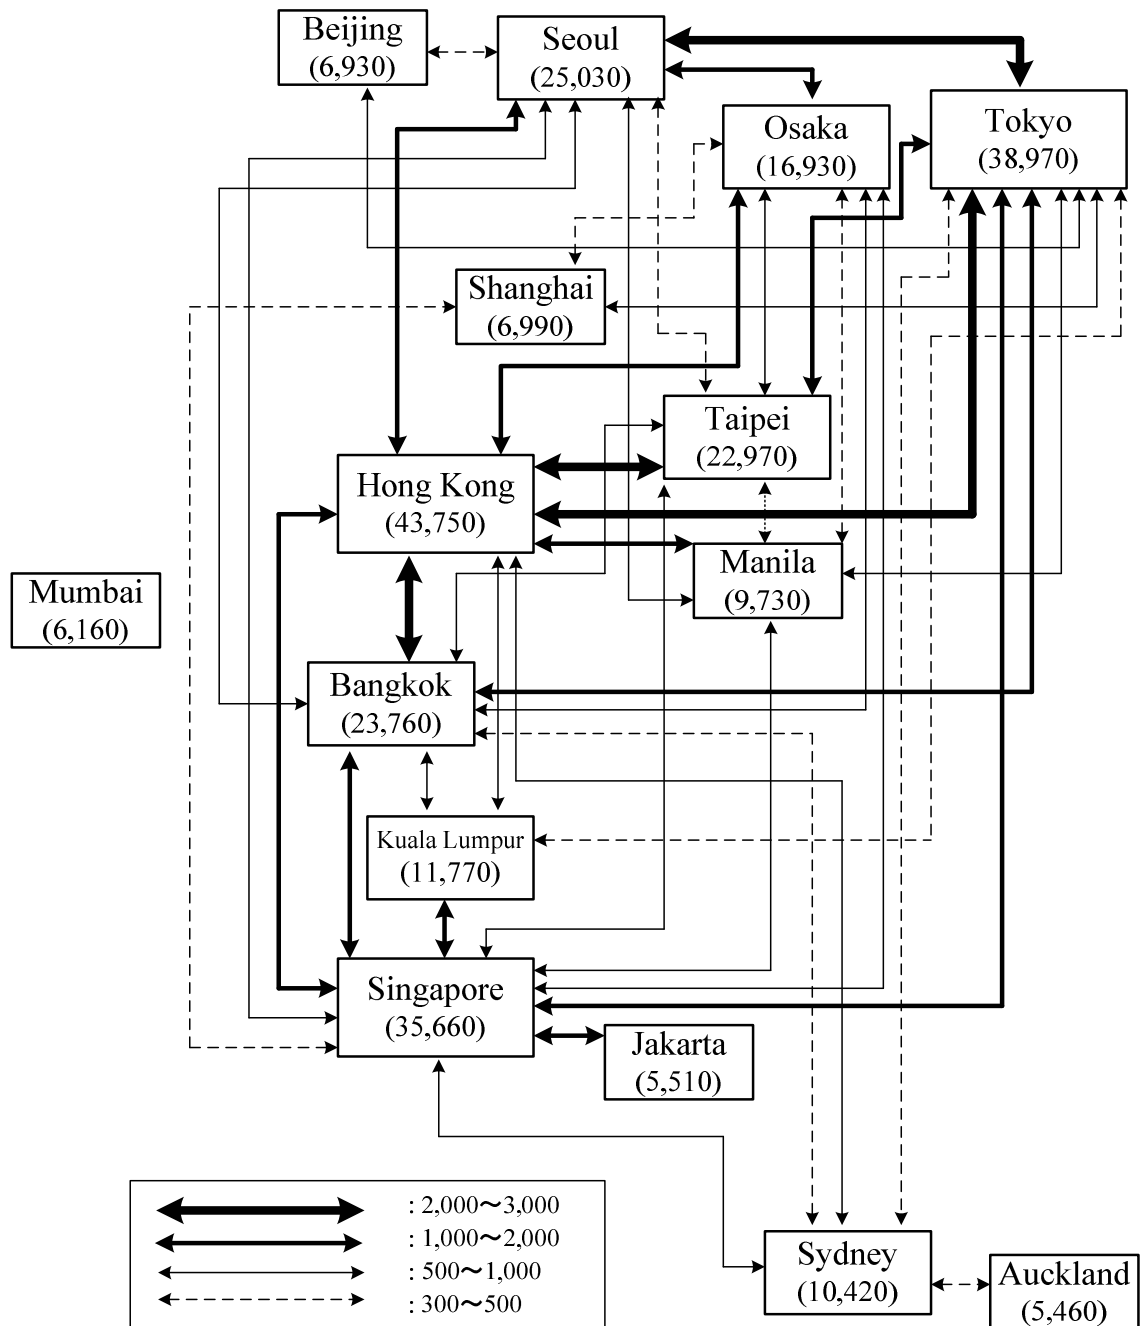 Beijing
(6,930)
Seoul
(25,030)
Osaka
(16,930)
Tokyo
(38,970)
Shanghai
(6,990)
Taipei
(22,970)
Hong Kong
(43,750)
Manila
(9,730)
Mumbai
(6,160)
Bangkok
(23,760)
Kuala Lumpur
(11,770)
Singapore
(35,660)
Jakarta
(5,510)
Sydney
(10,420)
Auckland
(5,460)
: 2,000～3,000
: 1,000～2,000
: 500～1,000
: 300～500